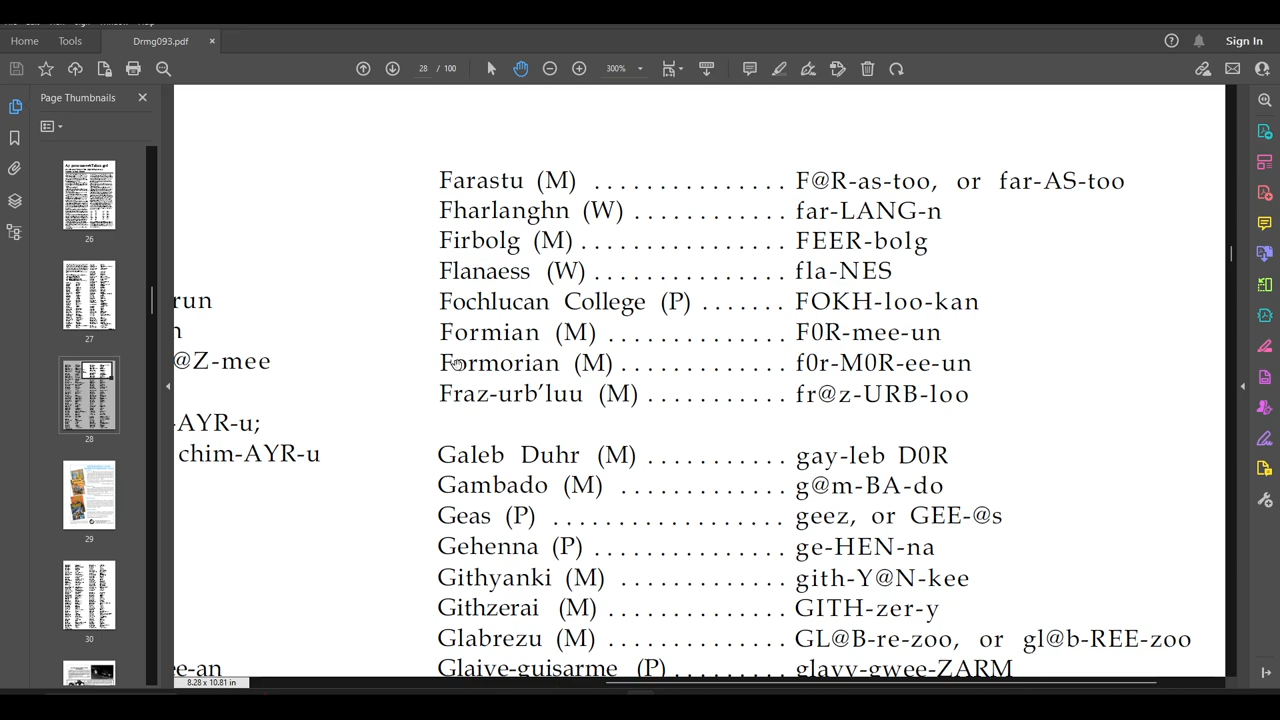 Home Tools Drmg093.pdf × Sign In
28 / 100 300%
Page Thumbnails
26
27
28
29
30
run
n
@Z-mee
-AYR-u;
chim-AYR-u
ee-an
Farastu (M) . . . . . . . . . . . . . . . F@R-as-too, or far-AS-too
Fharlanghn (W) . . . . . . . . . . . . far-LANG-n
Firbolg (M) . . . . . . . . . . . . . . . . FEER-bolg
Flanaess (W) . . . . . . . . . . . . . . . fla-NES
Fochlucan College (P) . . . . . . . FOKH-loo-kan
Formian (M) . . . . . . . . . . . . . . F0R-mee-un
Formorian (M) . . . . . . . . . . . . . f0r-M0R-ee-un
Fraz-urb’luu (M) . . . . . . . . . . . fr@z-URB-loo
Galeb Duhr (M) . . . . . . . . . . . gay-leb D0R
Gambado (M) . . . . . . . . . . . . . g@m-BA-do
Geas (P) . . . . . . . . . . . . . . . . . . geez, or GEE-@s
Gehenna (P) . . . . . . . . . . . . . . . ge-HEN-na
Githyanki (M) . . . . . . . . . . . . . gith-Y@N-kee
Githzerai (M) . . . . . . . . . . . . . . GITH-zer-y
Glabrezu (M) . . . . . . . . . . . . . . GL@B-re-zoo, or gl@b-REE-zoo
Glaive-guisarme (P) . . . . . . . . . glavv-gwee-ZARM
8.28 x 10.81 in